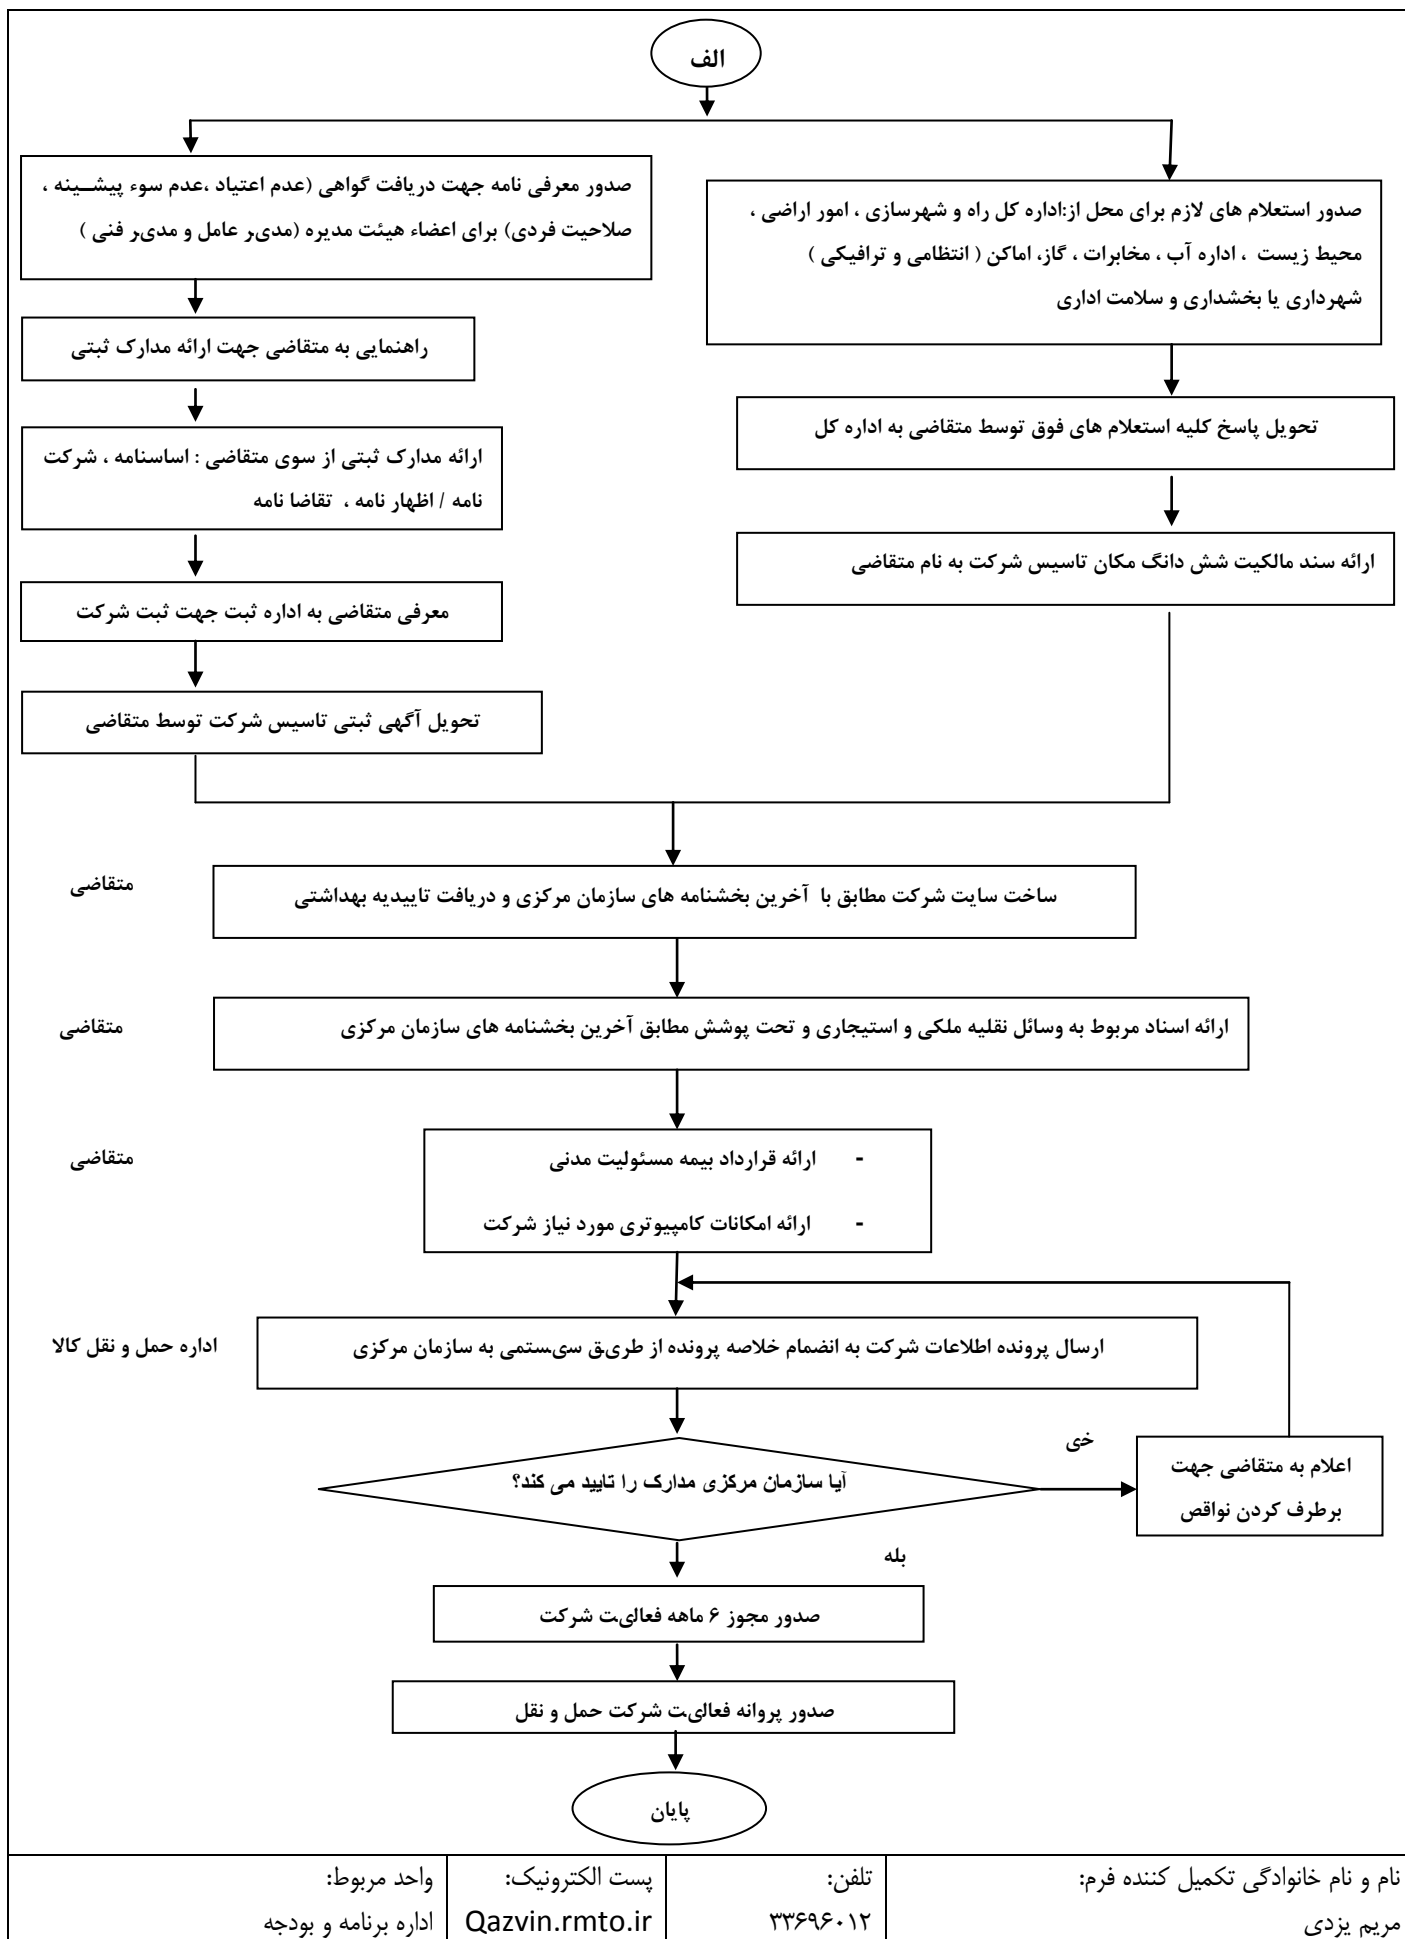 الف
صدور استعلام های لازم برای محل از:اداره کل راه و شهرسازی ، امور اراضی ،
محیط زیست ، اداره آب ، مخابرات ، گاز، اماکن ( انتظامی و ترافیکی )
شهرداری یا بخشداری و سلامت اداری
تحویل پاسخ کلیه استعلام های فوق توسط متقاضی به اداره کل
ارائه سند مالکیت شش دانگ مکان تاسیس شرکت به نام متقاضی
صدور معرفی نامه جهت دریافت گواهی (عدم اعتیاد ،عدم سوء پیشینه ،
صلاحیت فردی) برای اعضاء هیئت مدیره (مدیر عامل و مدیر فنی )
راهنمایی به متقاضی جهت ارائه مدارک ثبتی
ارائه مدارک ثبتی از سوی متقاضی : اساسنامه ، شرکت
نامه / اظهار نامه ، تقاضا نامه
معرفی متقاضی به اداره ثبت جهت ثبت شرکت
تحویل آگهی ثبتی تاسیس شرکت توسط متقاضی
ساخت سایت شرکت مطابق با آخرین بخشنامه های سازمان مرکزی و دریافت تاییدیه بهداشتی
متقاضی
ارائه اسناد مربوط به وسائل نقلیه ملکی و استیجاری و تحت پوشش مطابق آخرین بخشنامه های سازمان مرکزی
متقاضی
- ارائه قرارداد بیمه مسئولیت مدنی
متقاضی
- ارائه امکانات کامپیوتری مورد نیاز شرکت
ارسال پرونده اطلاعات شرکت به انضمام خلاصه پرونده از طریق سیستمی به سازمان مرکزی
اداره حمل و نقل کالا
آیا سازمان مرکزی مدارک را تایید می کند؟
خی
اعلام به متقاضی جهت
برطرف کردن نواقص
بله
صدور مجوز ۶ ماهه فعالیت شرکت
صدور پروانه فعالیت شرکت حمل و نقل
پایان
نام و نام خانوادگی تکمیل کننده فرم:
مریم یزدی
تلفن:
۳۳۶۹۶۰۱۲
پست الکترونیک:
Qazvin.rmto.ir
واحد مربوط:
اداره برنامه و بودجه